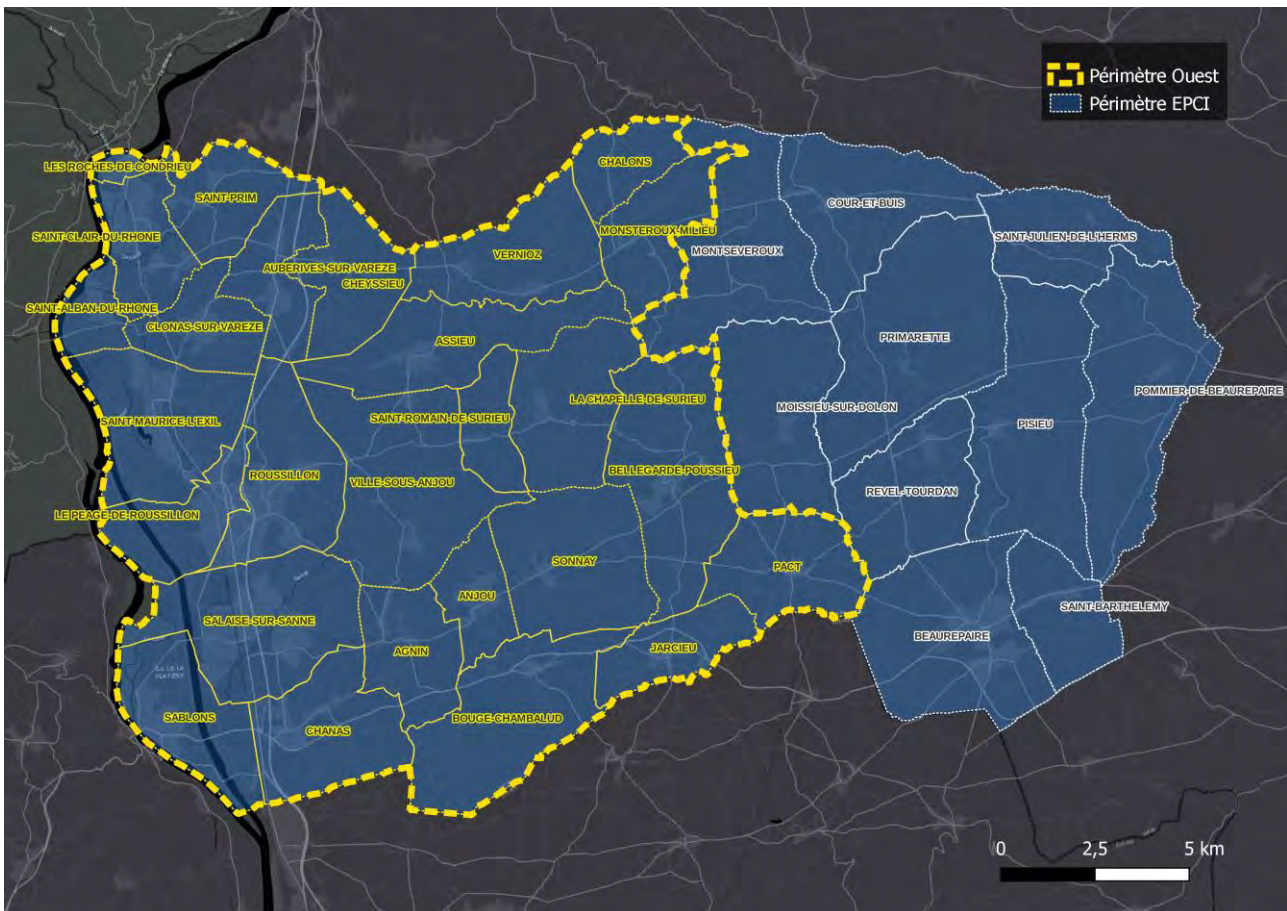 Périmètre Ouest
Périmètre EPCI
CHALONS
LES ROCHES-DE-CONDRIEU
SAINT-PRIM
COUR-ET-BUIS
MONSTEROUX-MILIEU
SAINT-CLAIR-DU-RHONE
SAINT-JULIEN-DE-L'HERMS
VERNIOZ
MONTSEVEROUX
AUBERIVES-SUR-VAREZE
CHEYSSIEU
SAINT-ALBAN-DU-RHONE
CLONAS-SUR-VAREZE
ASSIEU
PRIMARETTE
POMMIER-DE-BEAUREPAIRE
LA CHAPELLE-DE-SURIEU
MOISSIEU-SUR-DOLON
SAINT-MAURICE-L'EXIL
SAINT-ROMAIN-DE-SURIEU
PISIEU
BELLEGARDE-POUSSIEU
ROUSSILLON
VILLE-SOUS-ANJOU
REVEL-TOURDAN
LE PEAGE-DE-ROUSSILLON
SONNAY
PACT
ANJOU
SAINT-BARTHELEMY
SALAISE-SUR-SANNE
BEAUREPAIRE
AGNIN
JARCIEU
ÎLE DE LA
PLATIÈRE
SABLONS
BOUGE-CHAMBALUD
CHANAS
0 2,5 5 km